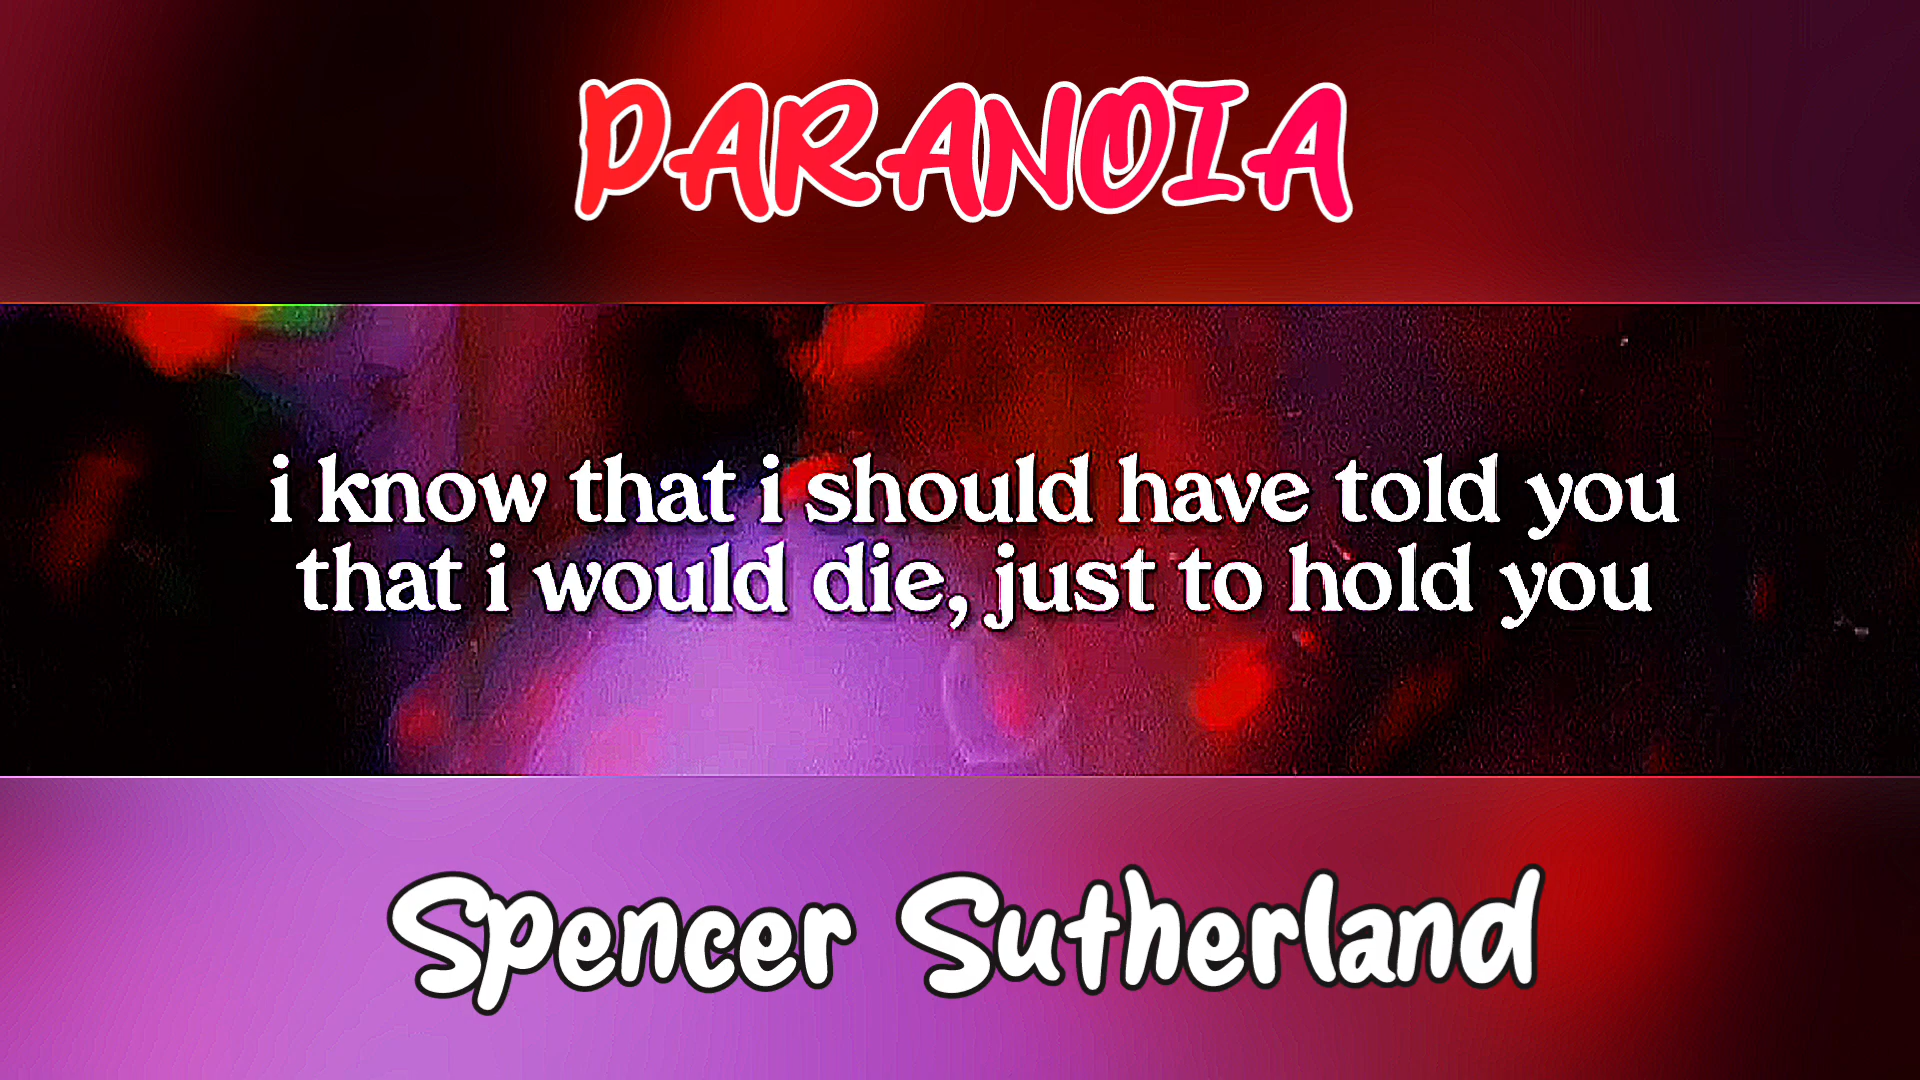 PARANOIA
i know that i should have told you
that i would die, just to hold you
Spencer Sutherland